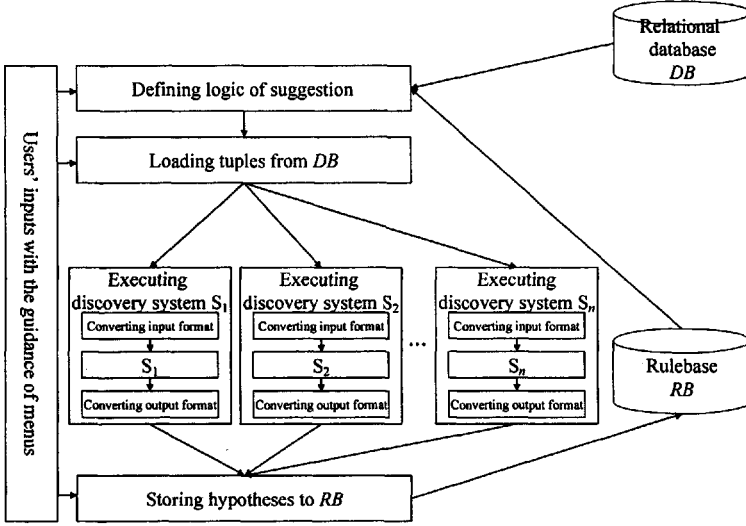 Relational
database
DB
Defining logic of suggestion
Loading tuples from DB
Users' inputs with the guidance of menus
Executing
discovery system S1
Converting input format
S1
Converting output format
Executing
discovery system S2
Converting input format
S2
Converting output format
...
Executing
discovery system Sn
Converting input format
Sn
Converting output format
Rulebase
RB
Storing hypotheses to RB